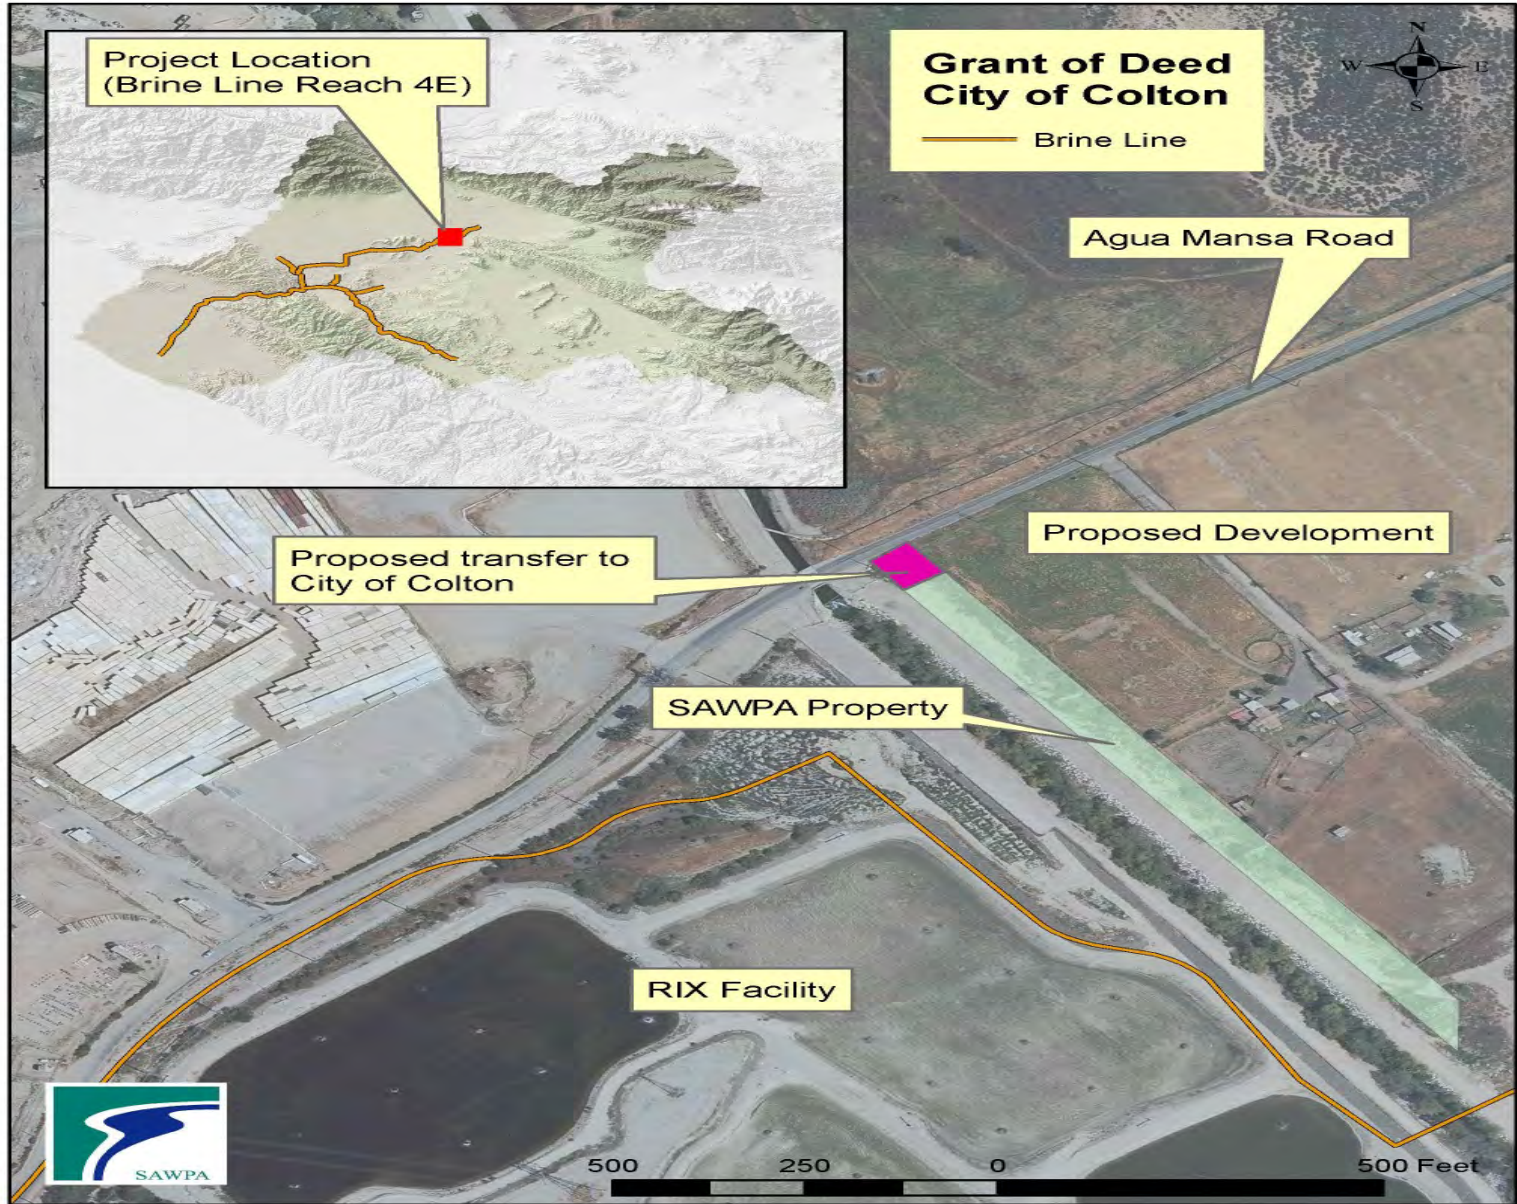 Project Location
(Brine Line Reach 4E)
Grant of Deed
City of Colton
Brine Line
N
W E
S
Agua Mansa Road
Proposed Development
Proposed transfer to
City of Colton
SAWPA Property
RIX Facility
SAWPA
500 250 0 500 Feet